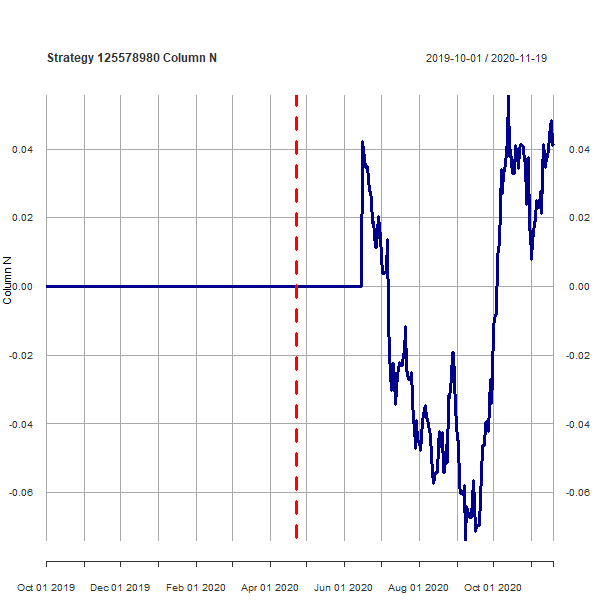 Strategy 125578980 Column N
2019-10-01 / 2020-11-19
Column N
0.04
0.02
0.00
-0.02
-0.04
-0.06
0.04
0.02
0.00
-0.02
-0.04
-0.06
Oct 01 2019
Dec 01 2019
Feb 01 2020
Apr 01 2020
Jun 01 2020
Aug 01 2020
Oct 01 2020